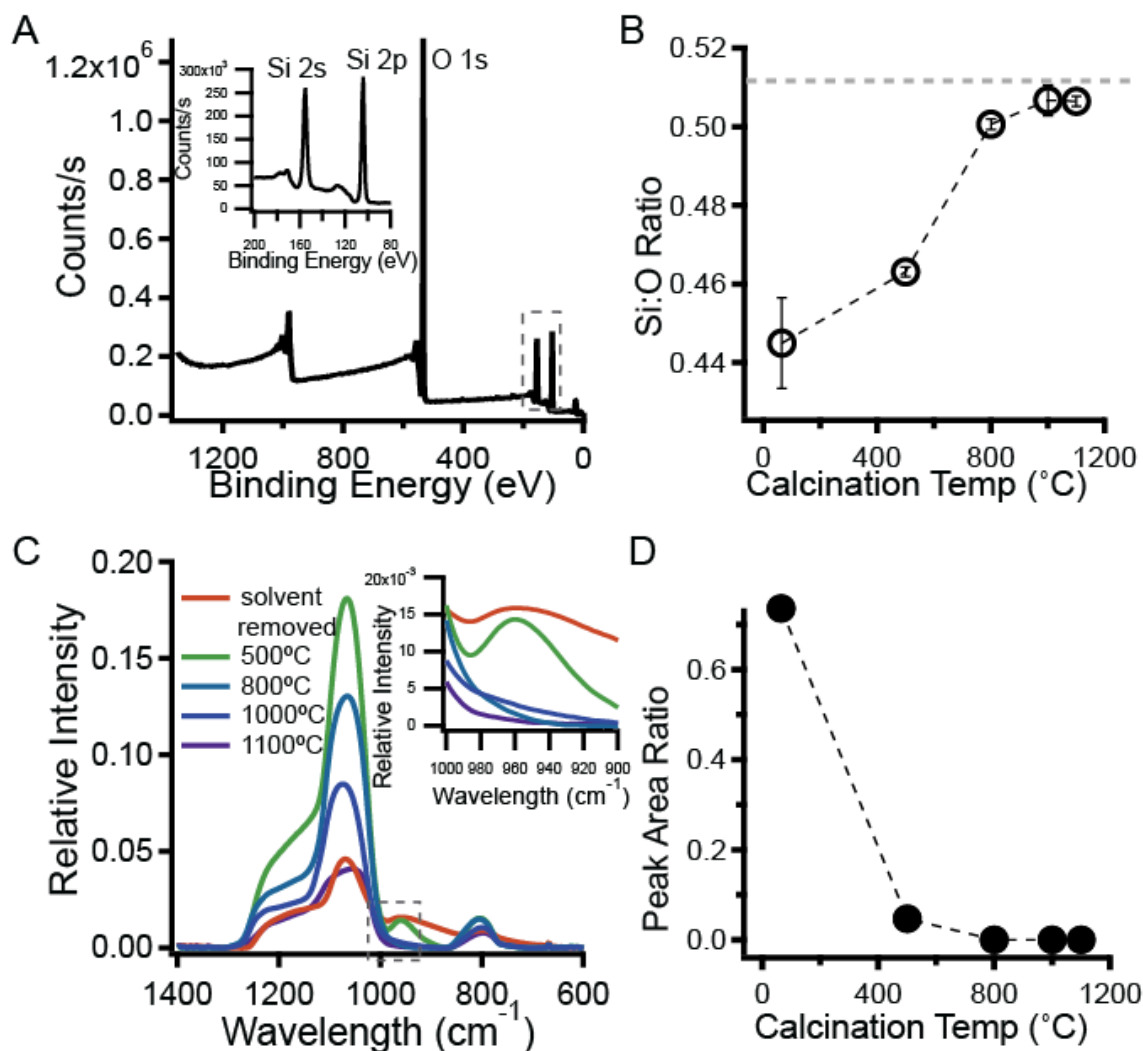 A
1.2x10⁶
1.0
0.8
0.6
0.4
0.2
0.0
Counts/s
1200
800
400
0
Binding Energy (eV)
Si 2s
Si 2p
O 1s
300x10³
250
200
150
100
50
0
Counts/s
200
160
120
80
Binding Energy (eV)
B
0.52
0.50
0.48
0.46
0.44
Si:O Ratio
0
400
800
1200
Calcination Temp (°C)
C
0.20
0.15
0.10
0.05
0.00
Relative Intensity
solvent
removed
500ºC
800ºC
1000ºC
1100ºC
1400
1200
1000
800
600
Wavelength (cm⁻¹)
20x10⁻³
15
10
5
0
Relative Intensity
1000
980
960
940
920
900
Wavelength (cm⁻¹)
D
0.6
0.4
0.2
0.0
Peak Area Ratio
0
400
800
1200
Calcination Temp (°C)